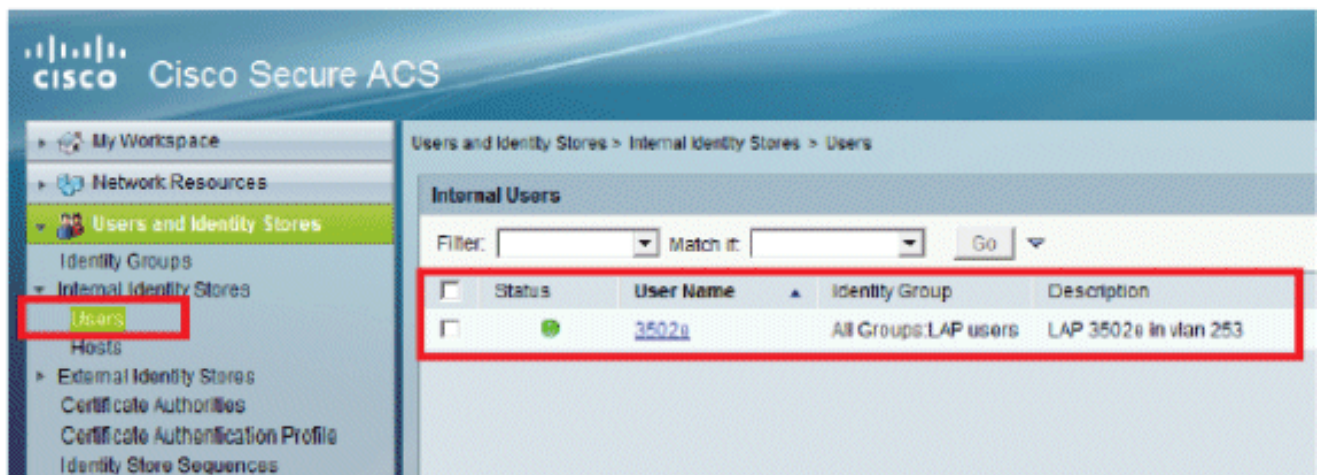 CISCO Cisco Secure ACS
My Workspace
Network Resources
Users and Identity Stores
Identity Groups
Internal Identity Stores
Users
Hosts
External Identity Stores
Certificate Authorities
Certificate Authentication Profile
Identity Store Sequences
Users and Identity Stores > Internal Identity Stores > Users
Internal Users
Filter: Match if: Go
Status User Name Identity Group Description
3502e All Groups:LAP users LAP 3502e in vlan 253